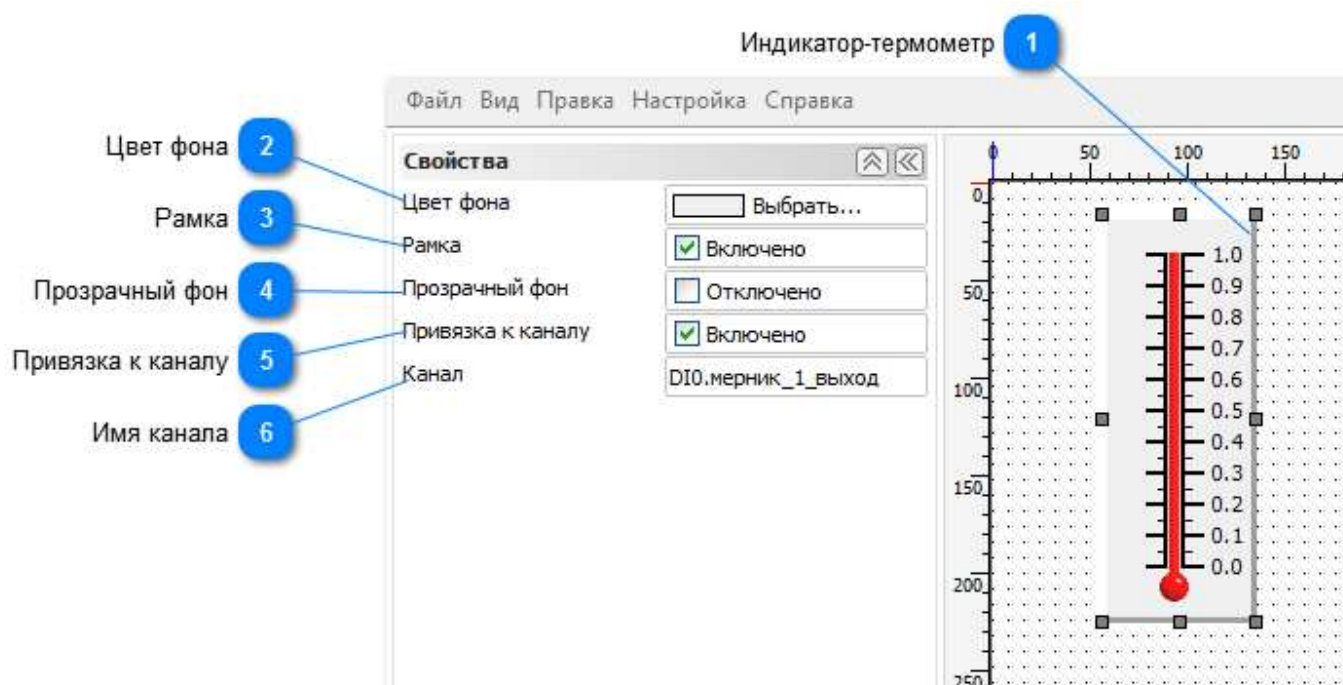 Индикатор-термометр 1
Файл Вид Правка Настройка Справка
Цвет фона 2
Рамка 3
Прозрачный фон 4
Привязка к каналу 5
Имя канала 6
Свойства
Цвет фона Выбрать...
Рамка Включено
Прозрачный фон Отключено
Привязка к каналу Включено
Канал DI0.мерник_1_выход
0 50 100 150
0
50
100
150
200
250
1.0
0.9
0.8
0.7
0.6
0.5
0.4
0.3
0.2
0.1
0.0